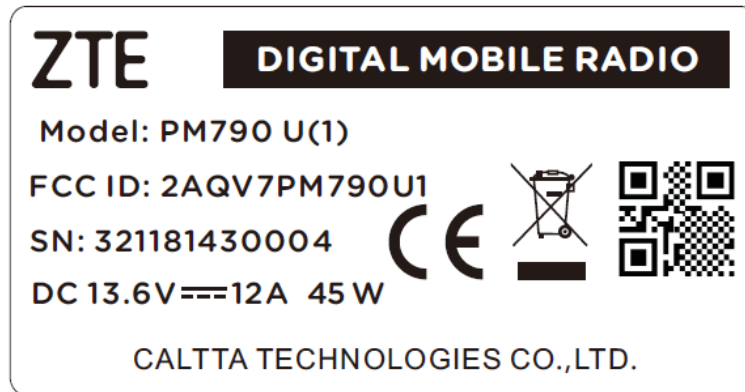 ZTE
DIGITAL MOBILE RADIO
Model: PM790 U(1)
FCC ID: 2AQV7PM790U1
SN: 321181430004
CE
DC 13.6V⎓12A 45W
CALTTA TECHNOLOGIES CO.,LTD.